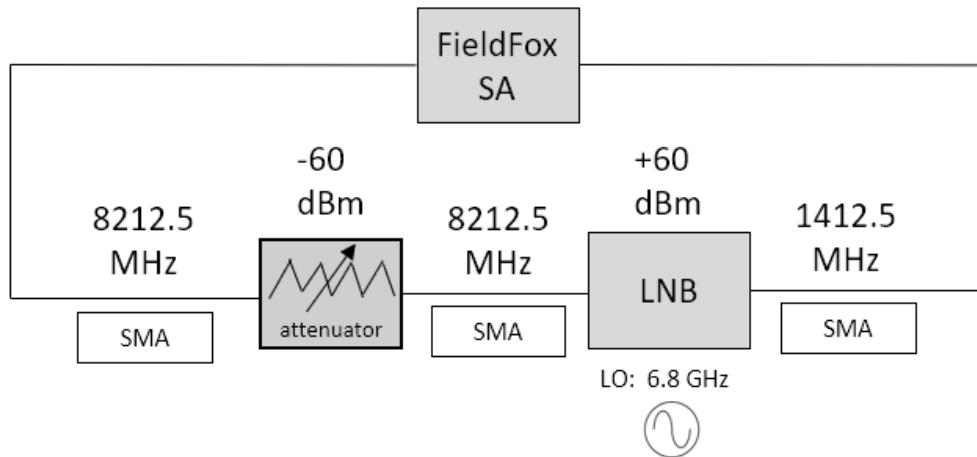 FieldFox
SA
-60
dBm
+60
dBm
8212.5
MHz
8212.5
MHz
1412.5
MHz
attenuator
LNB
SMA
SMA
SMA
LO: 6.8 GHz